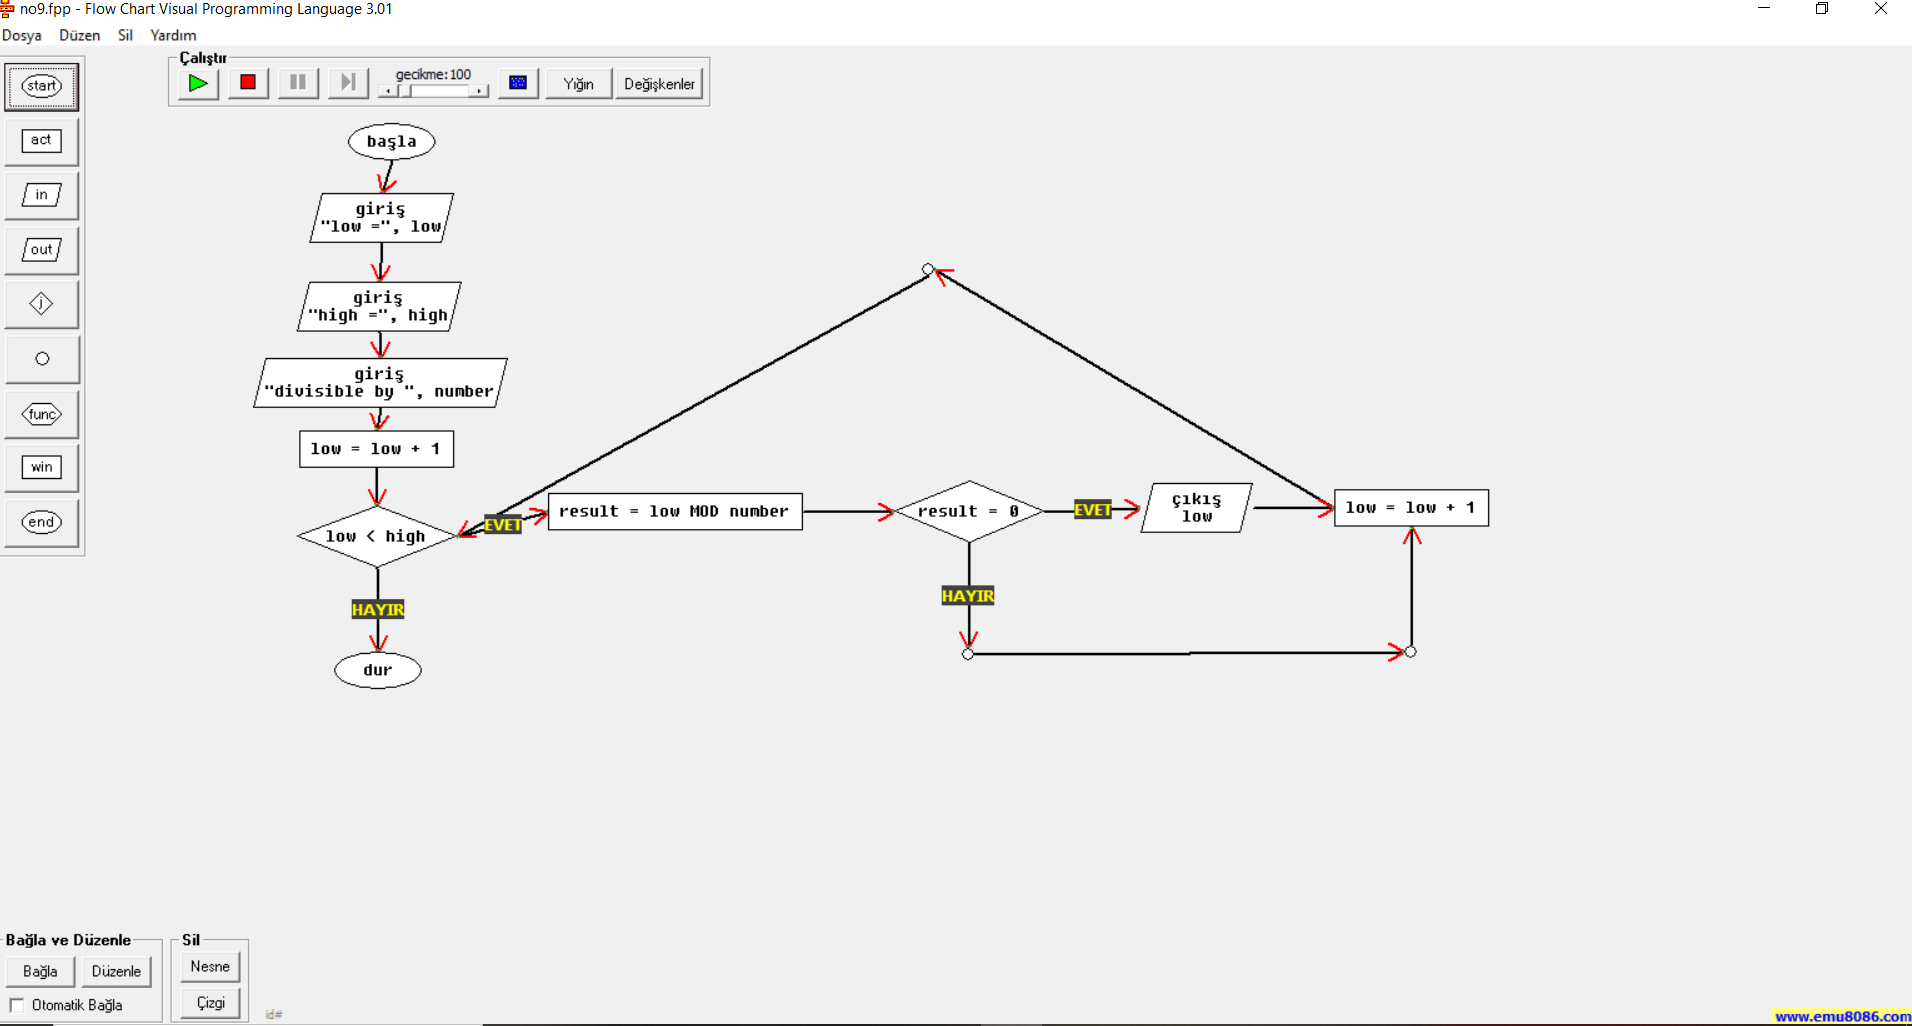 no9.fpp - Flow Chart Visual Programming Language 3.01
Dosya Düzen Sil Yardım
Çalıştır
gecikme:100
Yığın
Değişkenler
start
act
in
out
i
func
win
end
başla
giriş
"low =", low
giriş
"high =", high
giriş
"divisible by ", number
low = low + 1
low < high
EVET
result = low MOD number
result = 0
EVET
çıkış
low
low = low + 1
HAYIR
HAYIR
dur
Bağla ve Düzenle
Bağla
Düzenle
Otomatik Bağla
Sil
Nesne
Çizgi
id#
www.emu8086.com